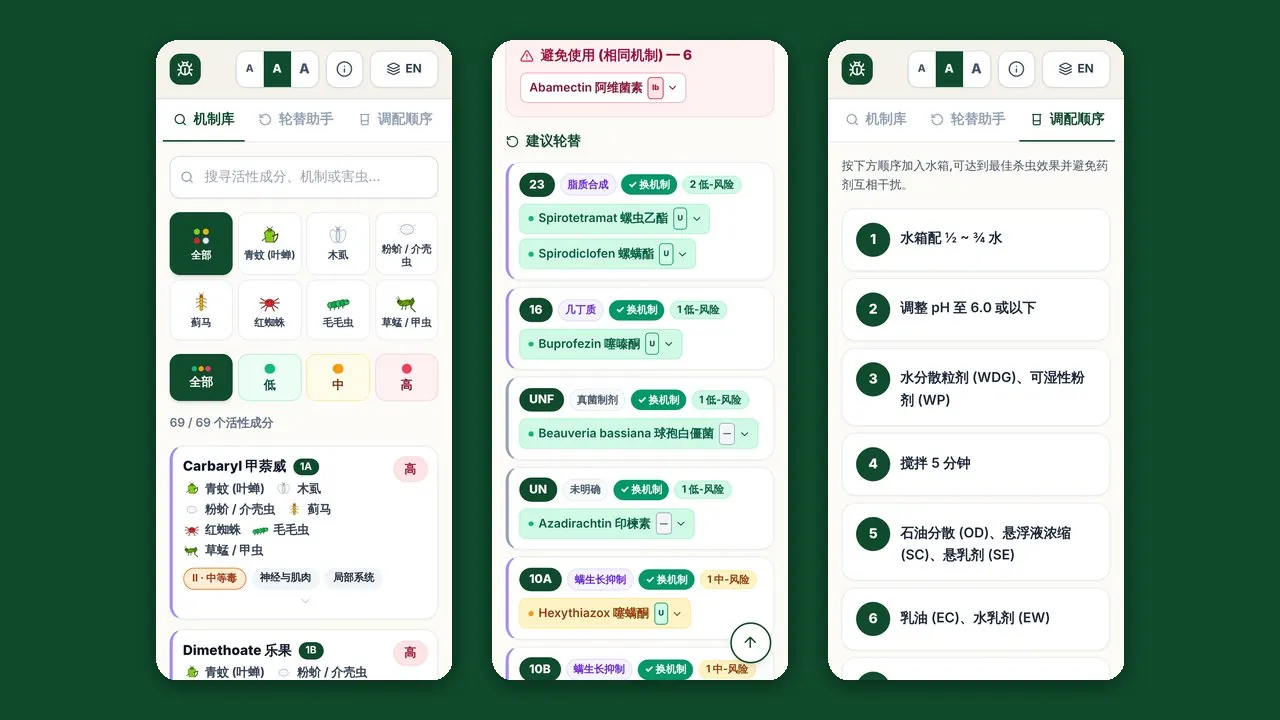 A A A EN
机制库 轮替助手 调配顺序
搜寻活性成分、机制或害虫...
全部 青蚊 (叶蝉) 木虱 粉蚧 / 介壳虫
蓟马 红蜘蛛 毛毛虫 草蜢 / 甲虫
全部 低 中 高
69 / 69 个活性成分
Carbaryl 甲萘威 1A 高
青蚊 (叶蝉) 木虱
粉蚧 / 介壳虫 蓟马
红蜘蛛 毛毛虫
草蜢 / 甲虫
II · 中等毒 神经与肌肉 局部系统
Dimethoate 乐果 1B 高
青蚊 (叶蝉) 粉蚧 / 介壳虫
避免使用 (相同机制) — 6
Abamectin 阿维菌素 Ib
建议轮替
23 脂质合成 ✓ 换机制 2 低-风险
Spirotetramat 螺虫乙酯 U
Spirodiclofen 螺螨酯 U
16 几丁质 ✓ 换机制 1 低-风险
Buprofezin 噻嗪酮 U
UNF 真菌制剂 ✓ 换机制 1 低-风险
Beauveria bassiana 球孢白僵菌 —
UN 未明确 ✓ 换机制 1 低-风险
Azadirachtin 印楝素 —
10A 螨生长抑制 ✓ 换机制 1 中-风险
Hexythiazox 噻螨酮 U
10B 螨生长抑制 ✓ 换机制 1 中-风险
A A A EN
机制库 轮替助手 调配顺序
按下方顺序加入水箱,可达到最佳杀虫效果并避免药
剂互相干扰。
1 水箱配 ½ ~ ¾ 水
2 调整 pH 至 6.0 或以下
3 水分散粒剂 (WDG)、可湿性粉
剂 (WP)
4 搅拌 5 分钟
5 石油分散 (OD)、悬浮液浓缩
(SC)、悬乳剂 (SE)
6 乳油 (EC)、水乳剂 (EW)